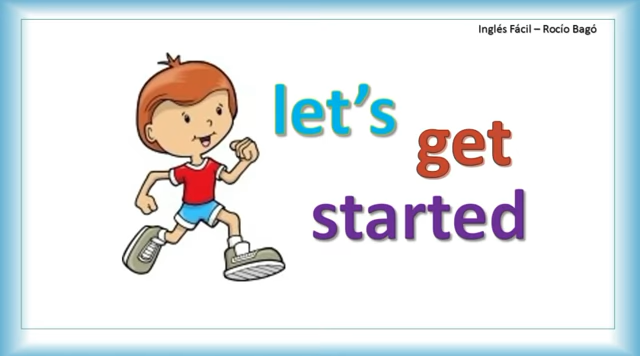 Inglés Fácil – Rocío Bagó
let’s
get
started